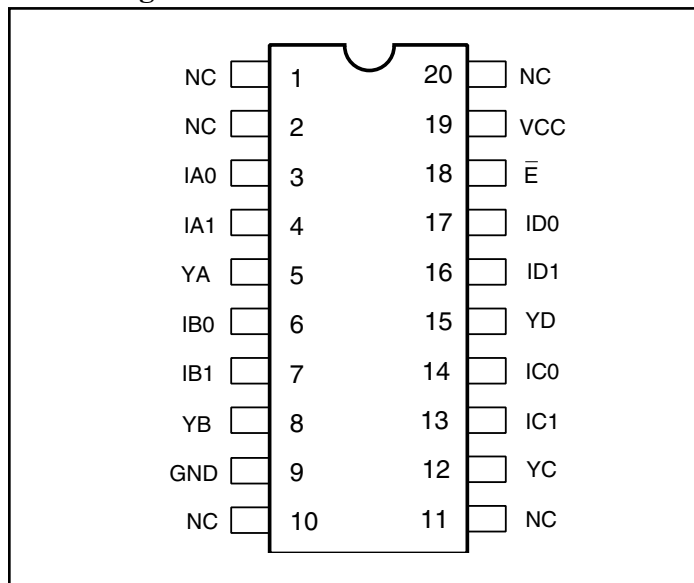 NC 1 20 NC
NC 2 19 VCC
IA0 3 18 E̅
IA1 4 17 ID0
YA 5 16 ID1
IB0 6 15 YD
IB1 7 14 IC0
YB 8 13 IC1
GND 9 12 YC
NC 10 11 NC